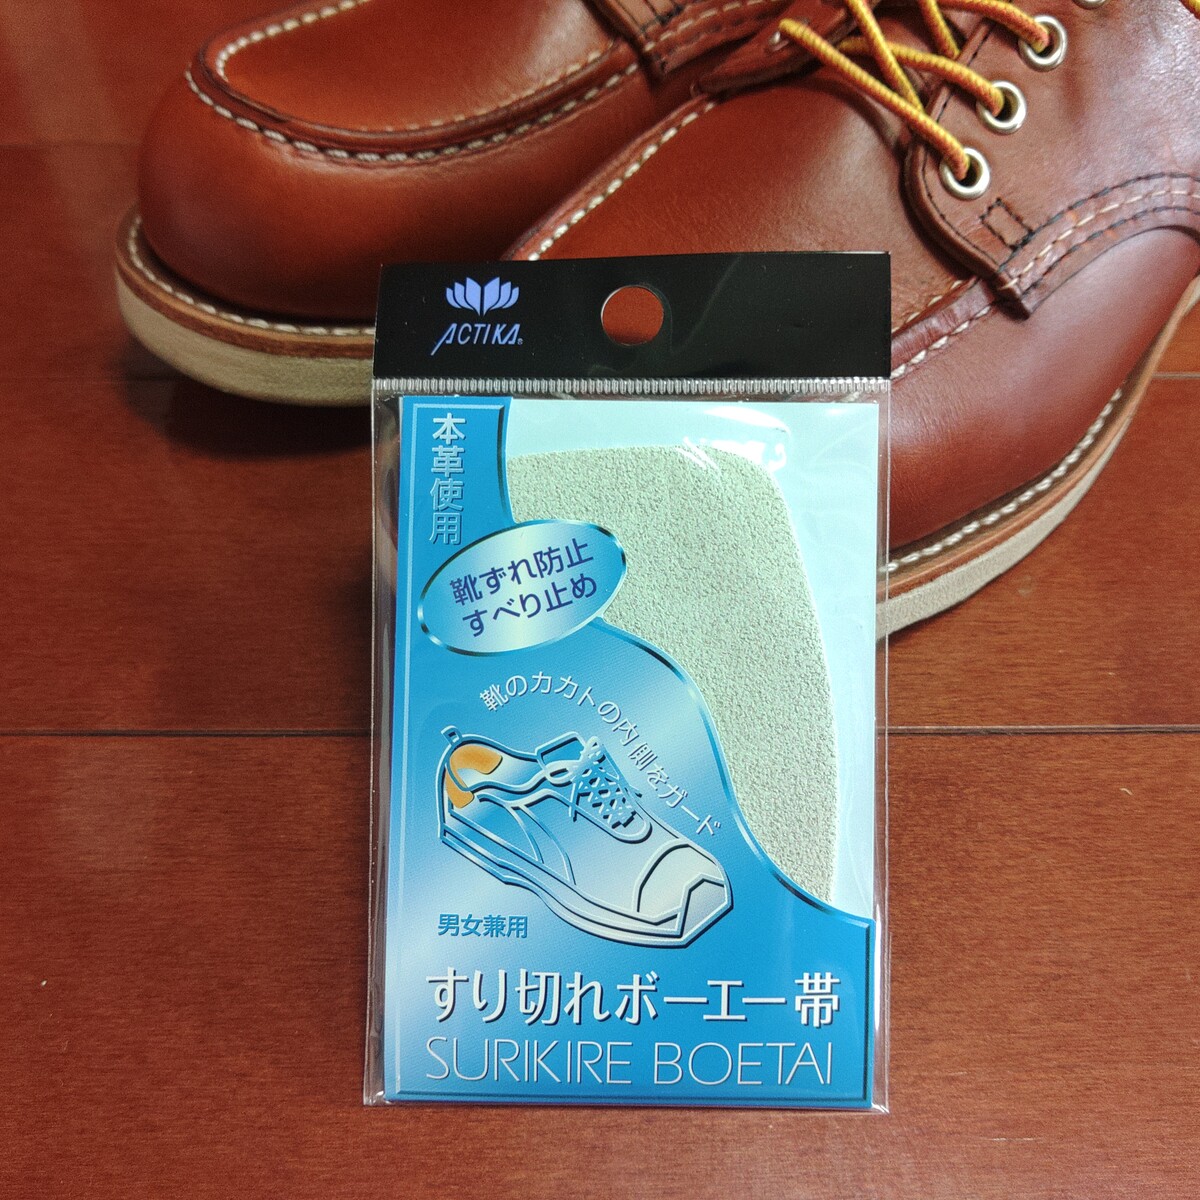 ACTIKA®
本革使用
靴ずれ防止
すべり止め
靴のカカトの内側をガード
男女兼用
すり切れボーエー帯
SURIKIRE BOETAI